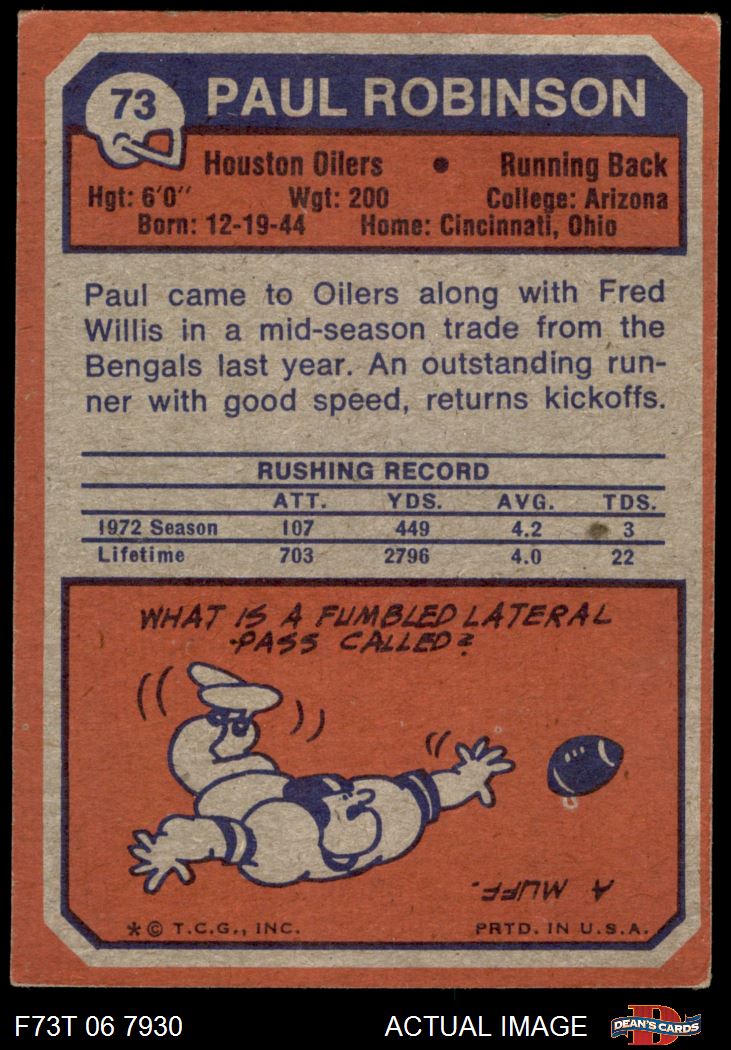 73
PAUL ROBINSON
Houston Oilers • Running Back
Hgt: 6'0" Wgt: 200 College: Arizona
Born: 12-19-44 Home: Cincinnati, Ohio
Paul came to Oilers along with Fred
Willis in a mid-season trade from the
Bengals last year. An outstanding run-
ner with good speed, returns kickoffs.
RUSHING RECORD
ATT. YDS. AVG. TDS.
1972 Season 107 449 4.2 3
Lifetime 703 2796 4.0 22
WHAT IS A FUMBLED LATERAL
PASS CALLED?
A MUFF.
*© T.C.G., INC. PRTD. IN U.S.A.
F73T 06 7930 ACTUAL IMAGE
D
DEAN'S CARDS